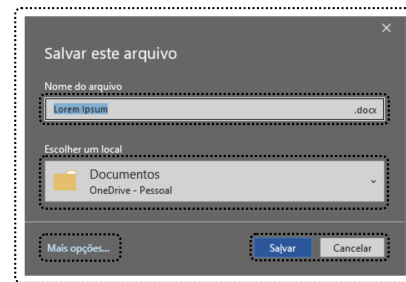 Salvar este arquivo
Nome do arquivo
Lorem Ipsum .docx
Escolher um local
Documentos
OneDrive - Pessoal
Mais opções... Salvar Cancelar